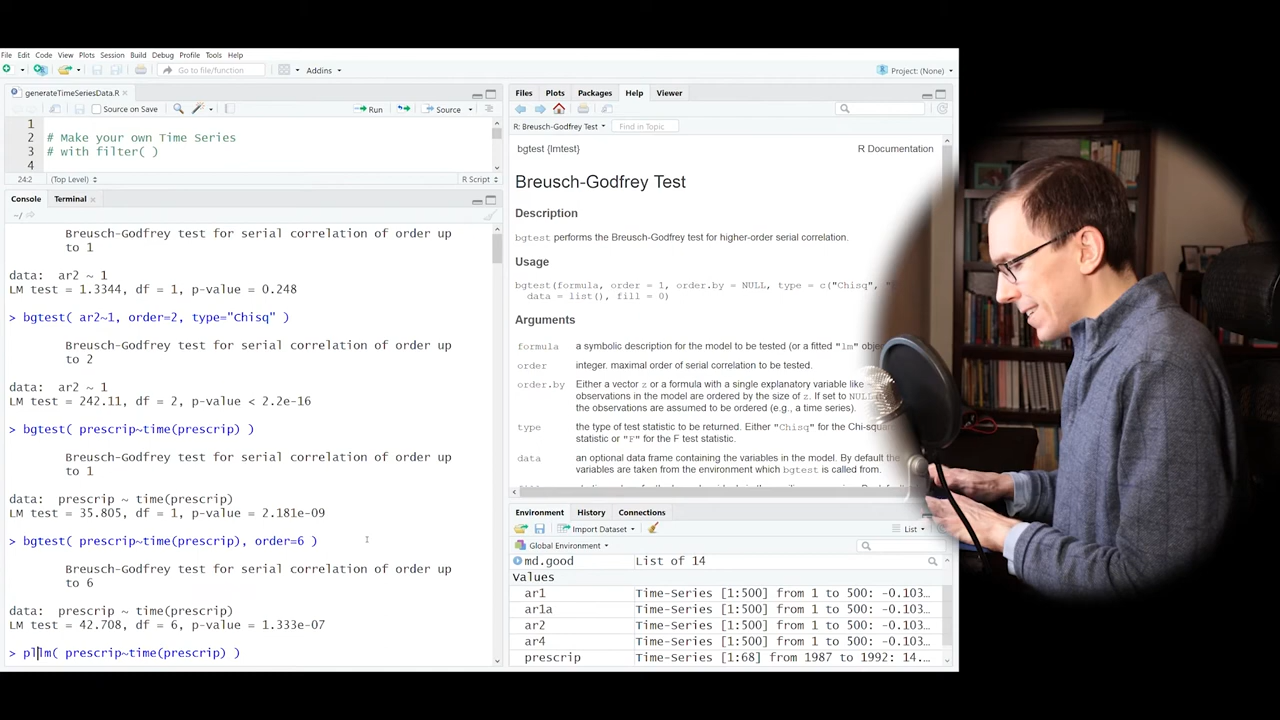 File Edit Code View Plots Session Build Debug Profile Tools Help
Go to file/function
Addins
Project: (None)
generateTimeSeriesData.R
Source on Save
Run
Source
1
2 # Make your own Time Series
3 # with filter( )
4
24:2 (Top Level) R Script
Console Terminal
~/
Breusch-Godfrey test for serial correlation of order up
to 1
data: ar2 ~ 1
LM test = 1.3344, df = 1, p-value = 0.248
> bgtest( ar2~1, order=2, type="Chisq" )
Breusch-Godfrey test for serial correlation of order up
to 2
data: ar2 ~ 1
LM test = 242.11, df = 2, p-value < 2.2e-16
> bgtest( prescrip~time(prescrip) )
Breusch-Godfrey test for serial correlation of order up
to 1
data: prescrip ~ time(prescrip)
LM test = 35.805, df = 1, p-value = 2.181e-09
> bgtest( prescrip~time(prescrip), order=6 )
Breusch-Godfrey test for serial correlation of order up
to 6
data: prescrip ~ time(prescrip)
LM test = 42.708, df = 6, p-value = 1.333e-07
> pllm( prescrip~time(prescrip) )
Files Plots Packages Help Viewer
R: Breusch-Godfrey Test Find in Topic
bgtest {lmtest} R Documentation
Breusch-Godfrey Test
Description
bgtest performs the Breusch-Godfrey test for higher-order serial correlation.
Usage
bgtest(formula, order = 1, order.by = NULL, type = c("Chisq", "
data = list(), fill = 0)
Arguments
formula a symbolic description for the model to be tested (or a fitted "lm"
order integer. maximal order of serial correlation to be tested.
order.by Either a vector z or a formula with a single explanatory variable like
observations in the model are ordered by the size of z. If set to NULL
the observations are assumed to be ordered (e.g., a time series).
type the type of test statistic to be returned. Either "Chisq" for the
statistic or "F" for the F test statistic.
data an optional data frame containing the variables in the model. By default the
variables are taken from the environment which bgtest is called from.
Environment History Connections
Import Dataset List
Global Environment
md.good List of 14
Values
ar1 Time-Series [1:500] from 1 to 500: -0.103...
ar1a Time-Series [1:500] from 1 to 500: -0.103...
ar2 Time-Series [1:500] from 1 to 500: -0.103...
ar4 Time-Series [1:500] from 1 to 500: -0.103...
prescrip Time-Series [1:68] from 1987 to 1992: 14...